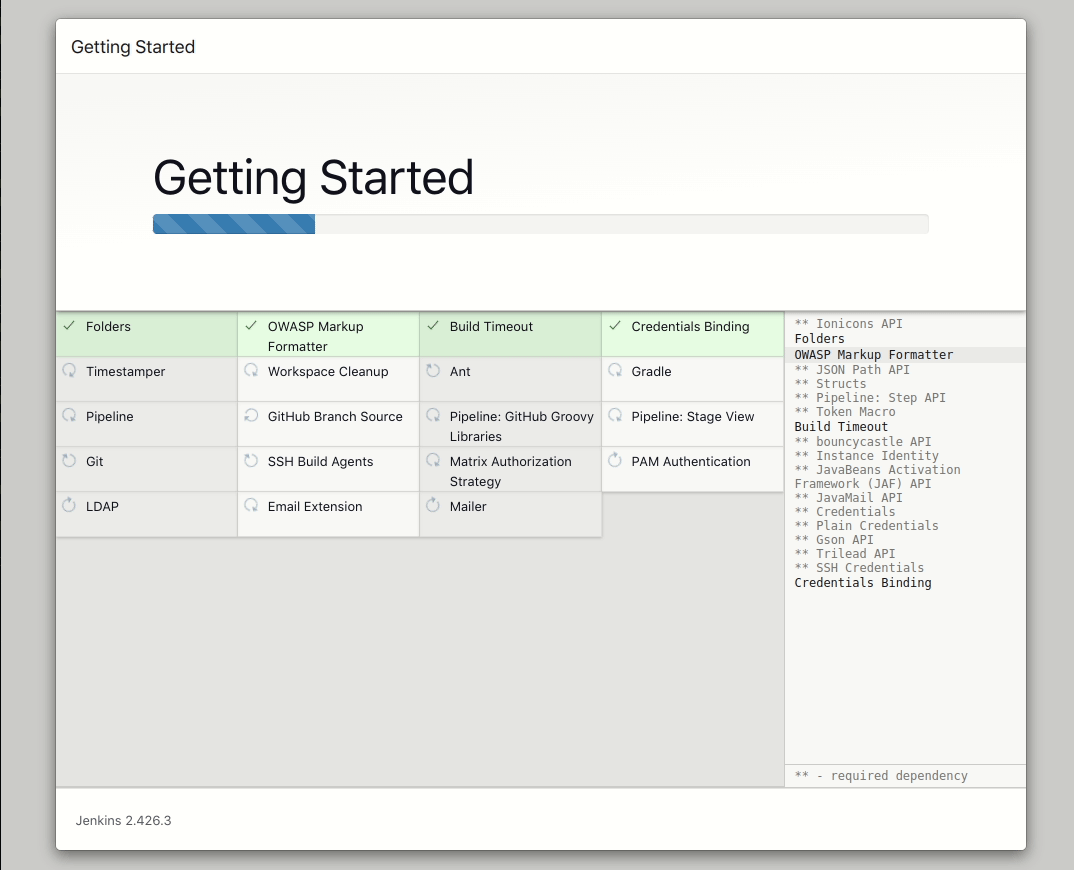 Getting Started
Getting Started
Folders
OWASP Markup
Formatter
Build Timeout
Credentials Binding
Timestamper
Workspace Cleanup
Ant
Gradle
Pipeline
GitHub Branch Source
Pipeline: GitHub Groovy
Libraries
Pipeline: Stage View
Git
SSH Build Agents
Matrix Authorization
Strategy
PAM Authentication
LDAP
Email Extension
Mailer
** Ionicons API
Folders
OWASP Markup Formatter
** JSON Path API
** Structs
** Pipeline: Step API
** Token Macro
Build Timeout
** bouncycastle API
** Instance Identity
** JavaBeans Activation
Framework (JAF) API
** JavaMail API
** Credentials
** Plain Credentials
** Gson API
** Trilead API
** SSH Credentials
Credentials Binding
** - required dependency
Jenkins 2.426.3